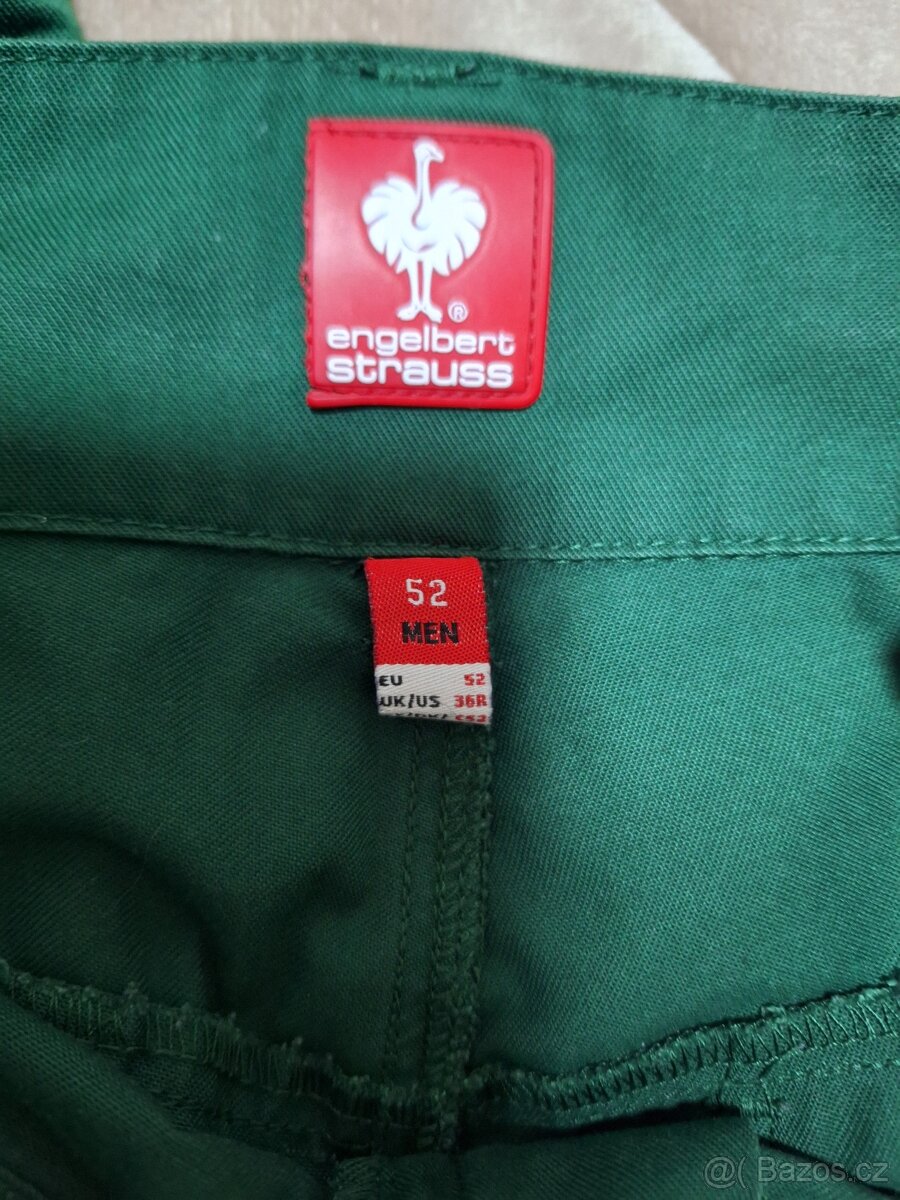 ®
engelbert
strauss
52
MEN
EU 52
UK/US 36R
@( Bazos.cz